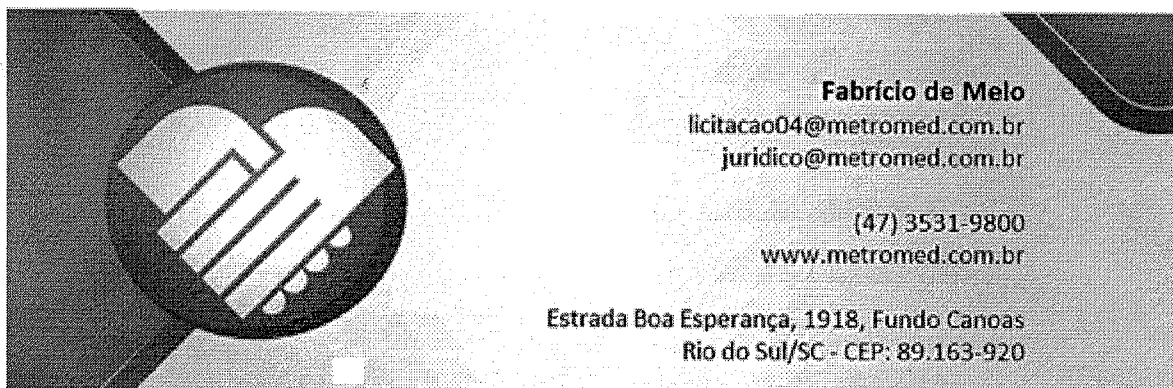 Fabrício de Melo
licitacao04@metromed.com.br
juridico@metromed.com.br
(47) 3531-9800
www.metromed.com.br
Estrada Boa Esperança, 1918, Fundo Canoas
Rio do Sul/SC - CEP: 89.163-920